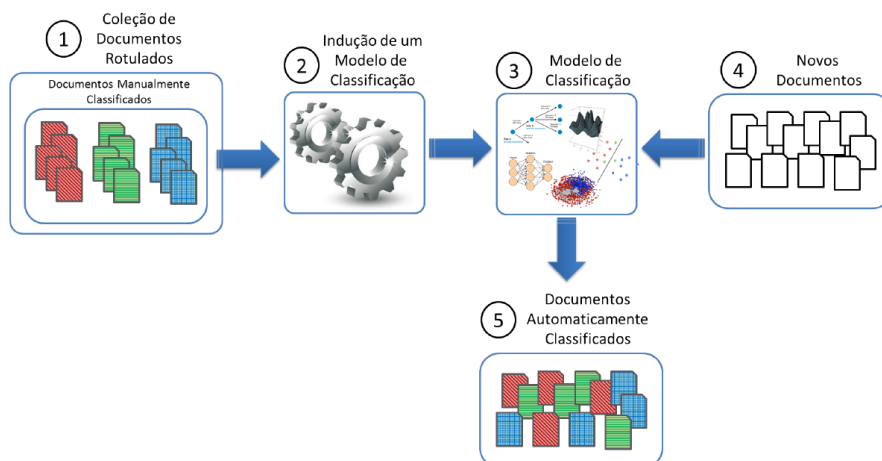 1
Coleção de
Documentos
Rotulados
Documentos Manualmente
Classificados
2
Indução de um
Modelo de
Classificação
3
Modelo de
Classificação
4
Novos
Documentos
5
Documentos
Automaticamente
Classificados